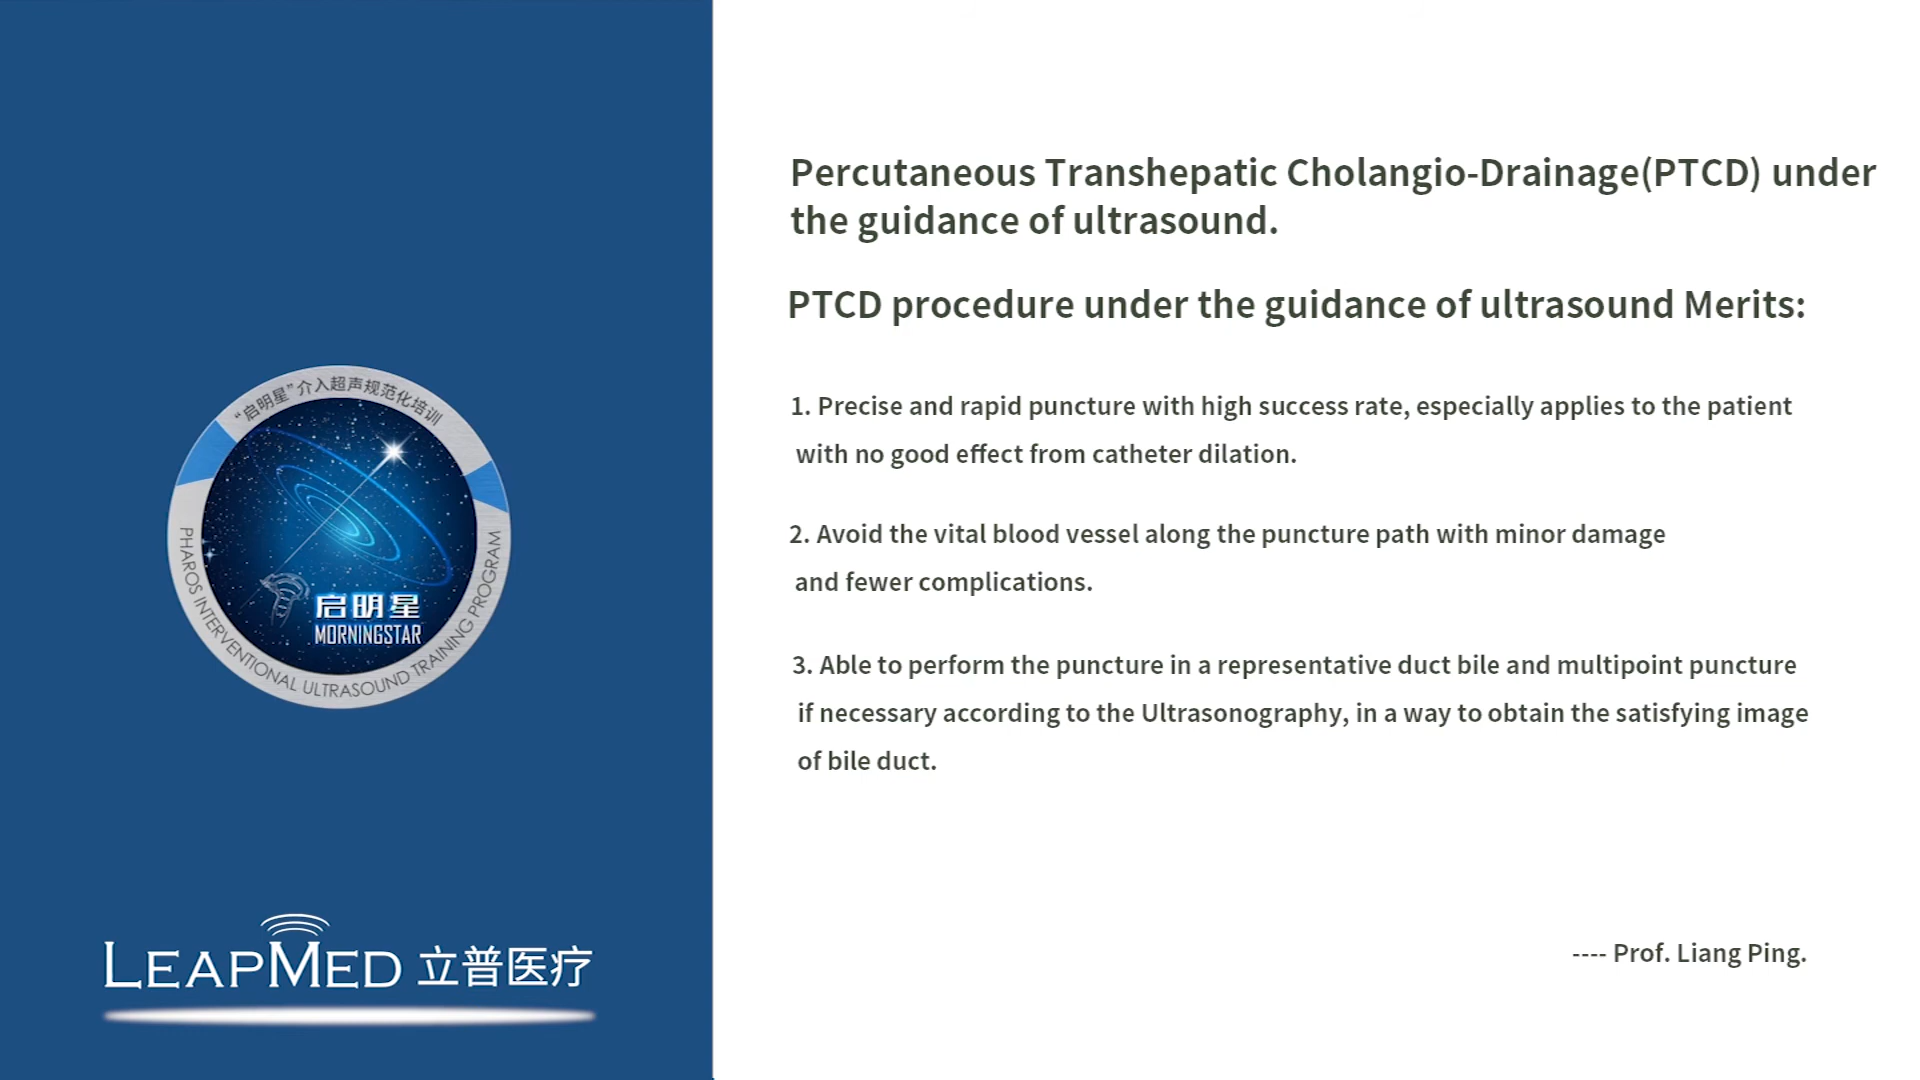 “启明星”介入超声规范化培训
启明星
MORNINGSTAR
PHAROS INTERVENTIONAL ULTRASOUND TRAINING PROGRAM
LEAPMED 立普医疗
Percutaneous Transhepatic Cholangio-Drainage(PTCD) under
the guidance of ultrasound.
PTCD procedure under the guidance of ultrasound Merits:
1. Precise and rapid puncture with high success rate, especially applies to the patient
with no good effect from catheter dilation.
2. Avoid the vital blood vessel along the puncture path with minor damage
and fewer complications.
3. Able to perform the puncture in a representative duct bile and multipoint puncture
if necessary according to the Ultrasonography, in a way to obtain the satisfying image
of bile duct.
---- Prof. Liang Ping.